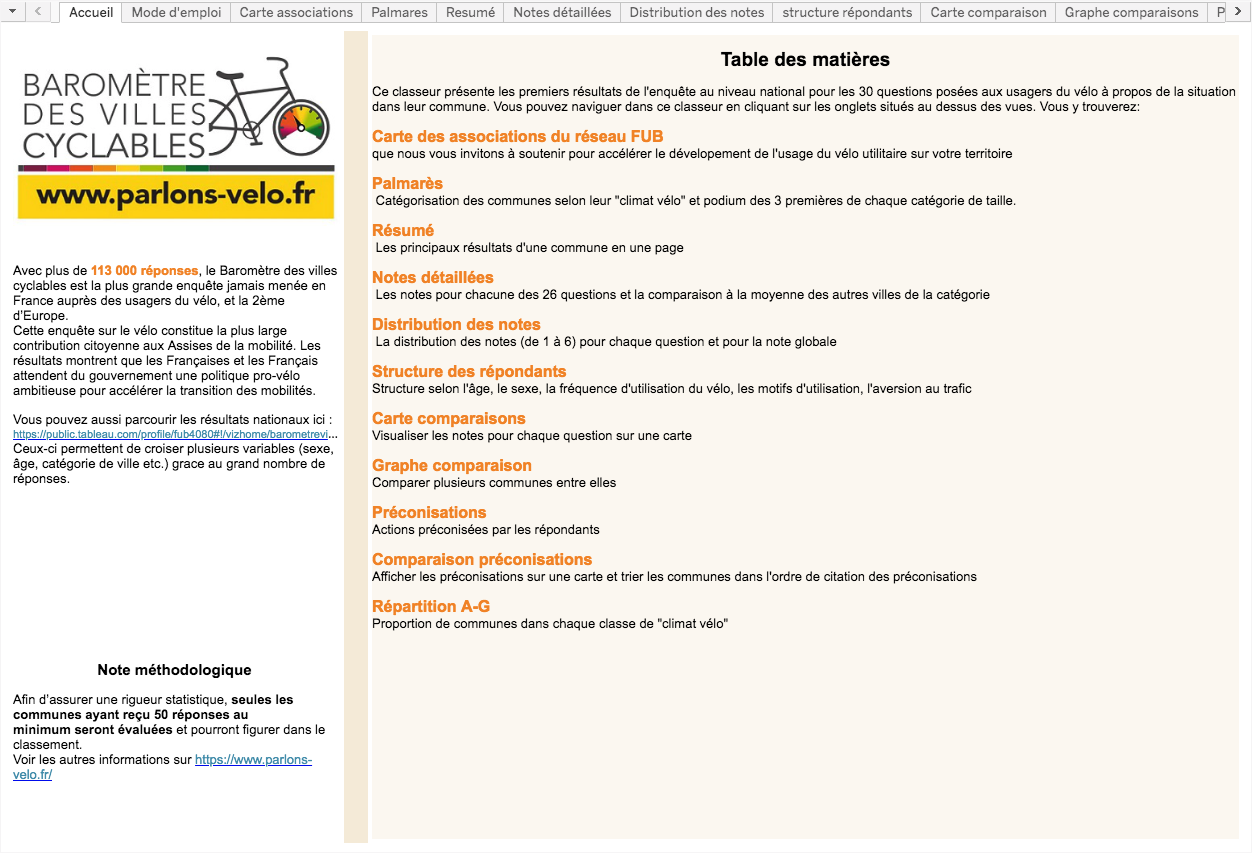 Accueil
Mode d'emploi
Carte associations
Palmares
Resumé
Notes détaillées
Distribution des notes
structure répondants
Carte comparaison
Graphe comparaisons
P
BAROMÈTRE
DES VILLES
CYCLABLES
www.parlons-velo.fr
Avec plus de 113 000 réponses, le Baromètre des villes
cyclables est la plus grande enquête jamais menée en
France auprès des usagers du vélo, et la 2ème
d'Europe.
Cette enquête sur le vélo constitue la plus large
contribution citoyenne aux Assises de la mobilité. Les
résultats montrent que les Françaises et les Français
attendent du gouvernement une politique pro-vélo
ambitieuse pour accélérer la transition des mobilités.
Vous pouvez aussi parcourir les résultats nationaux ici :
https://public.tableau.com/profile/fub4080#!/vizhome/barometrevi...
Ceux-ci permettent de croiser plusieurs variables (sexe,
âge, catégorie de ville etc.) grace au grand nombre de
réponses.
Note méthodologique
Afin d'assurer une rigueur statistique, seules les
communes ayant reçu 50 réponses au
minimum seront évaluées et pourront figurer dans le
classement.
Voir les autres informations sur https://www.parlons-
velo.fr/
Table des matières
Ce classeur présente les premiers résultats de l'enquête au niveau national pour les 30 questions posées aux usagers du vélo à propos de la situation
dans leur commune. Vous pouvez naviguer dans ce classeur en cliquant sur les onglets situés au dessus des vues. Vous y trouverez:
Carte des associations du réseau FUB
que nous vous invitons à soutenir pour accélérer le dévelopement de l'usage du vélo utilitaire sur votre territoire
Palmarès
Catégorisation des communes selon leur "climat vélo" et podium des 3 premières de chaque catégorie de taille.
Résumé
Les principaux résultats d'une commune en une page
Notes détaillées
Les notes pour chacune des 26 questions et la comparaison à la moyenne des autres villes de la catégorie
Distribution des notes
La distribution des notes (de 1 à 6) pour chaque question et pour la note globale
Structure des répondants
Structure selon l'âge, le sexe, la fréquence d'utilisation du vélo, les motifs d'utilisation, l'aversion au trafic
Carte comparaisons
Visualiser les notes pour chaque question sur une carte
Graphe comparaison
Comparer plusieurs communes entre elles
Préconisations
Actions préconisées par les répondants
Comparaison préconisations
Afficher les préconisations sur une carte et trier les communes dans l'ordre de citation des préconisations
Répartition A-G
Proportion de communes dans chaque classe de "climat vélo"